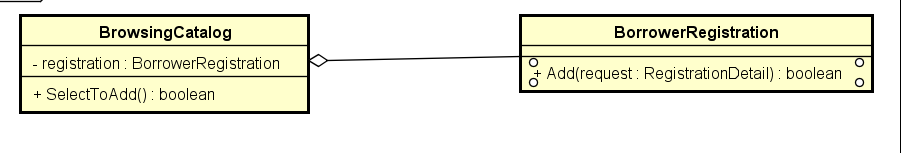 BrowsingCatalog
- registration : BorrowerRegistration
+ SelectToAdd() : boolean
BorrowerRegistration
+ Add(request : RegistrationDetail) : boolean